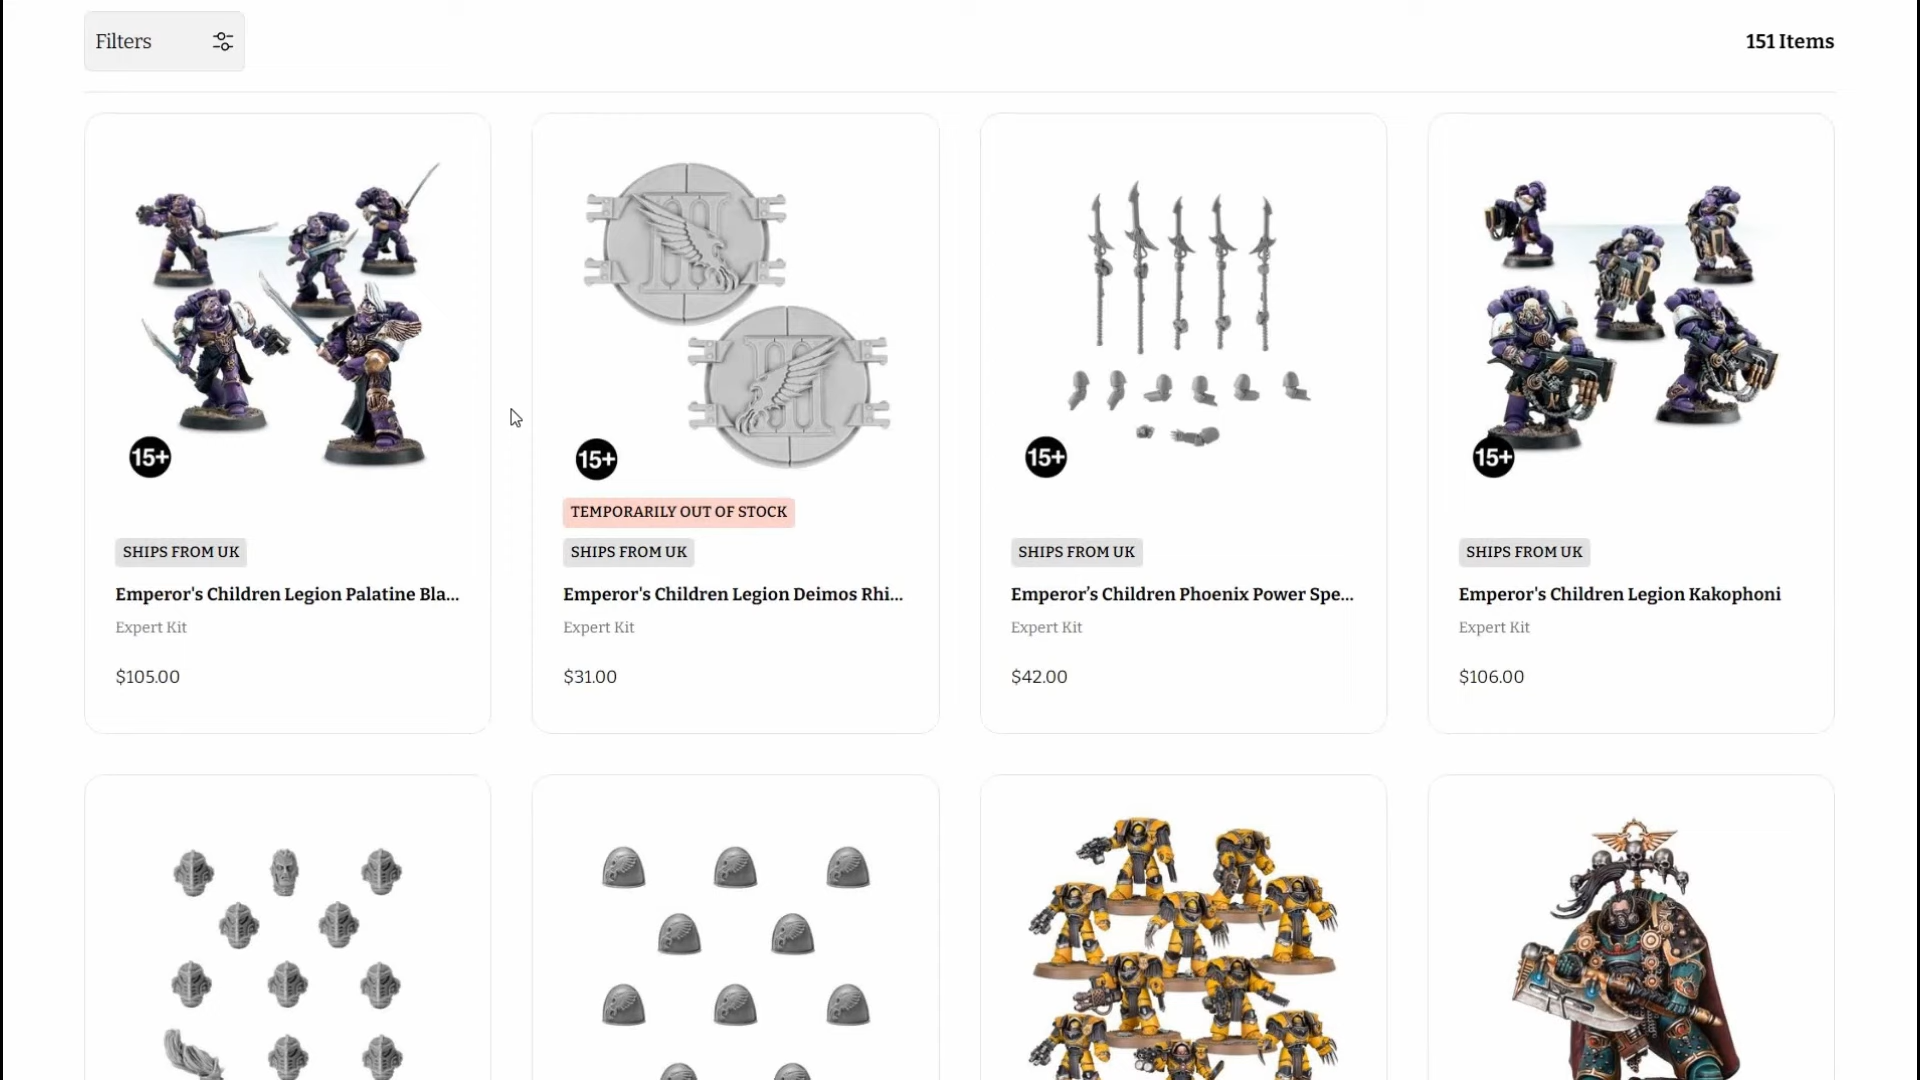 Filters
151 Items
15+
SHIPS FROM UK
Emperor's Children Legion Palatine Bla...
Expert Kit
$105.00
III
III
15+
TEMPORARILY OUT OF STOCK
SHIPS FROM UK
Emperor's Children Legion Deimos Rhi...
Expert Kit
$31.00
15+
SHIPS FROM UK
Emperor’s Children Phoenix Power Spe...
Expert Kit
$42.00
15+
SHIPS FROM UK
Emperor's Children Legion Kakophoni
Expert Kit
$106.00